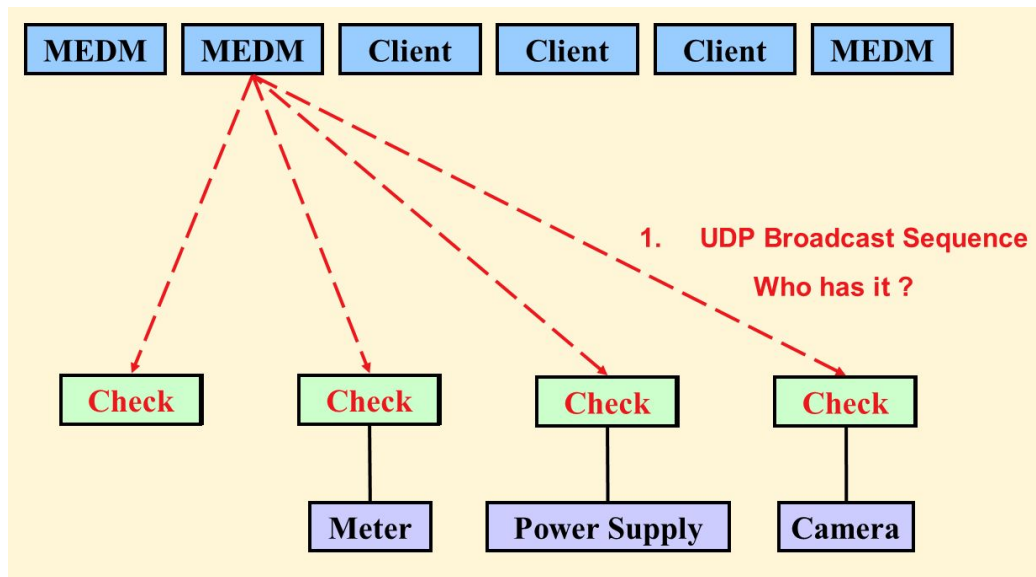 MEDM
MEDM
Client
Client
Client
MEDM
1. UDP Broadcast Sequence
Who has it ?
Check
Check
Check
Check
Meter
Power Supply
Camera